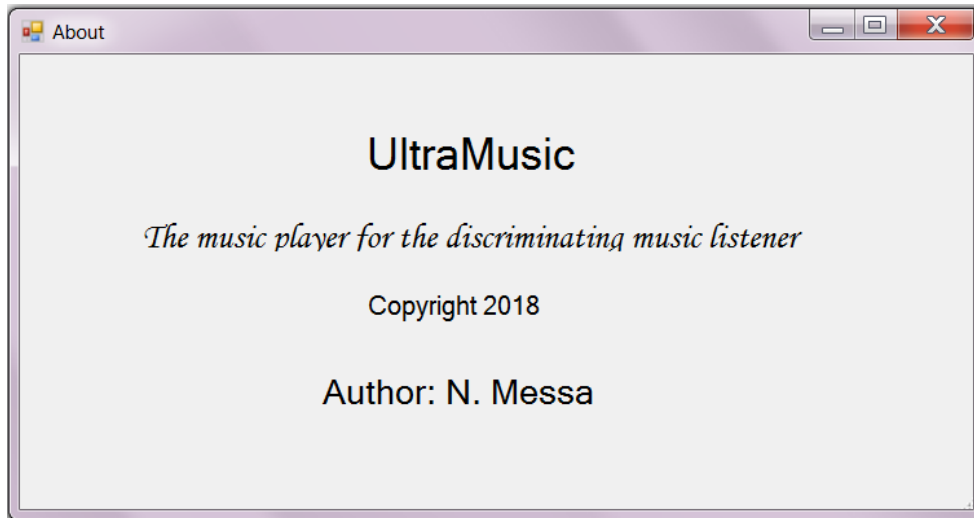 About
UltraMusic
The music player for the discriminating music listener
Copyright 2018
Author: N. Messa